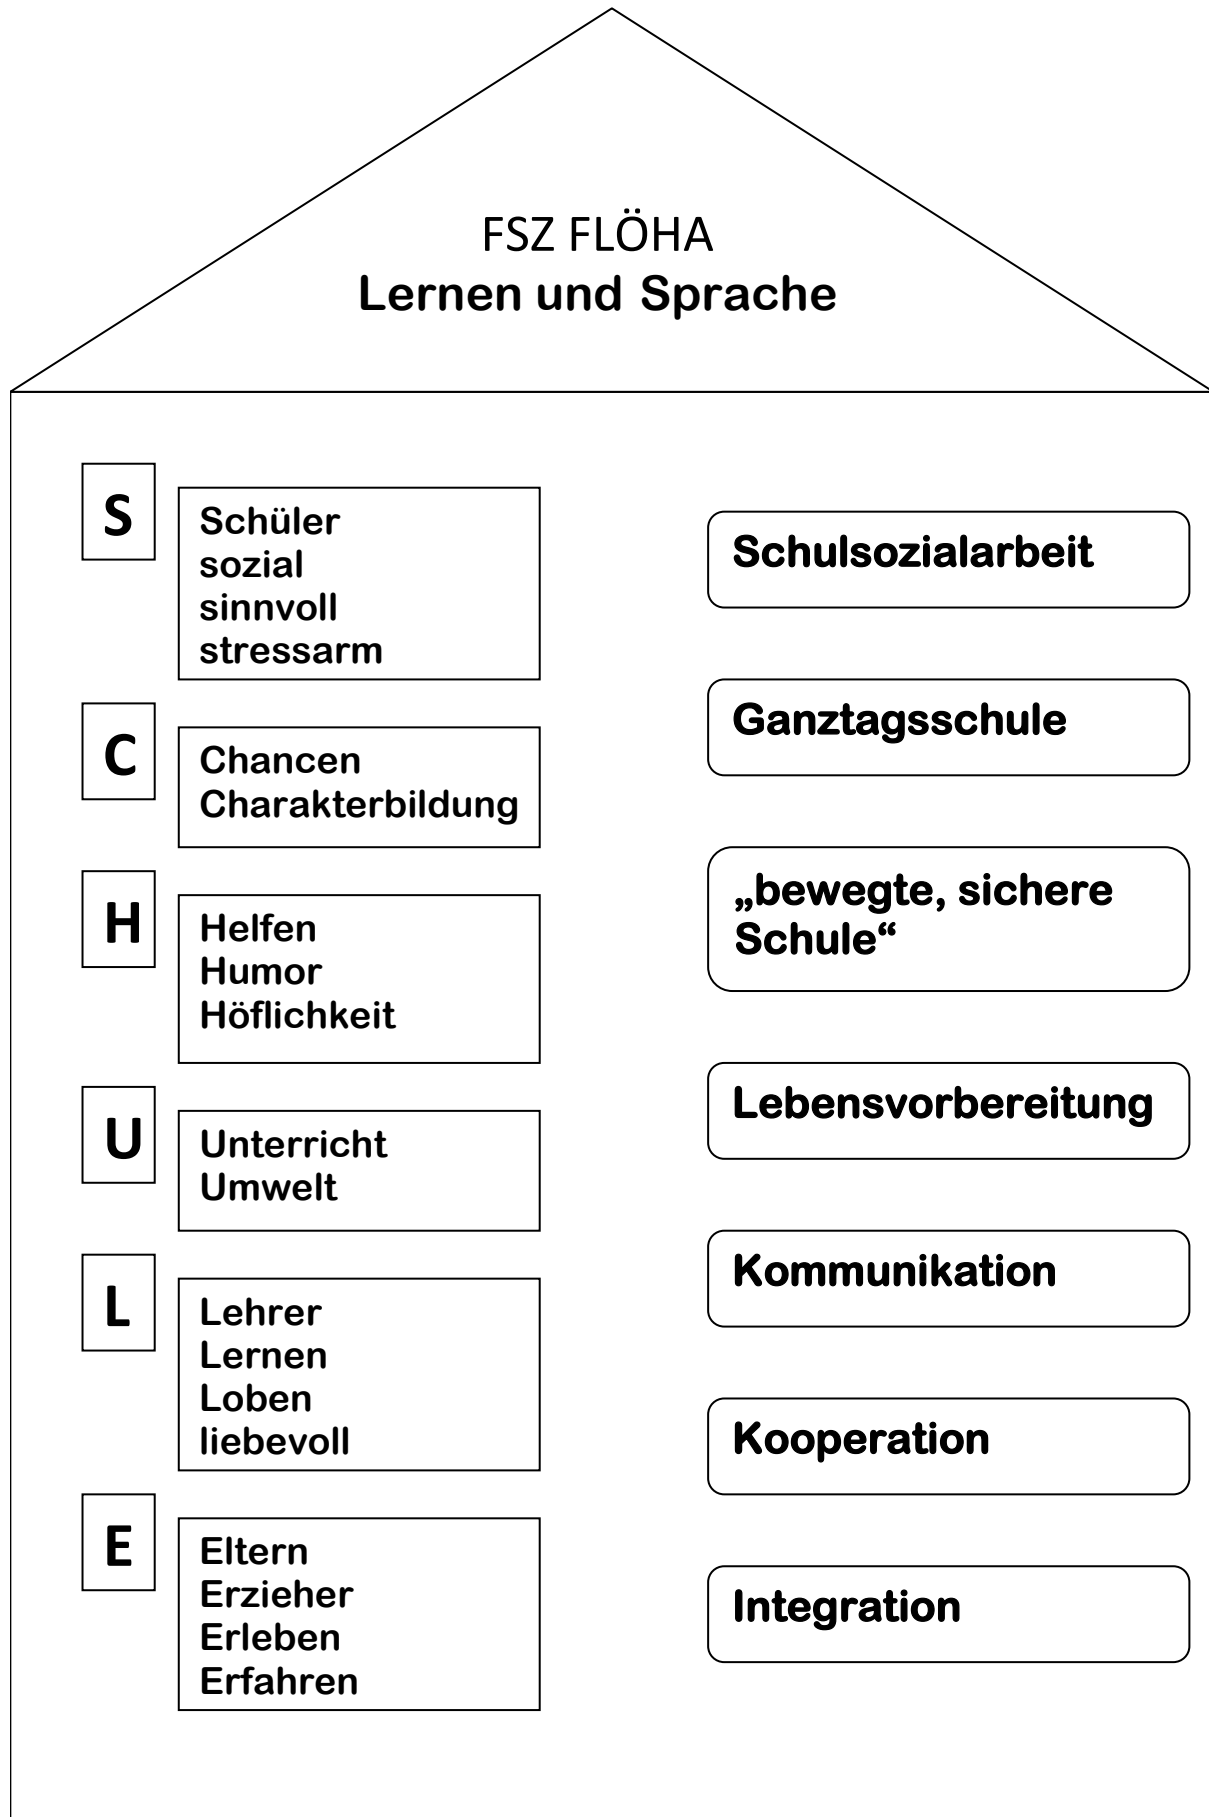 FSZ FLÖHA
Lernen und Sprache
S
Schüler
sozial
sinnvoll
stressarm
C
Chancen
Charakterbildung
H
Helfen
Humor
Höflichkeit
U
Unterricht
Umwelt
L
Lehrer
Lernen
Loben
liebevoll
E
Eltern
Erzieher
Erleben
Erfahren
Schulsozialarbeit
Ganztagsschule
„bewegte, sichere
Schule“
Lebensvorbereitung
Kommunikation
Kooperation
Integration